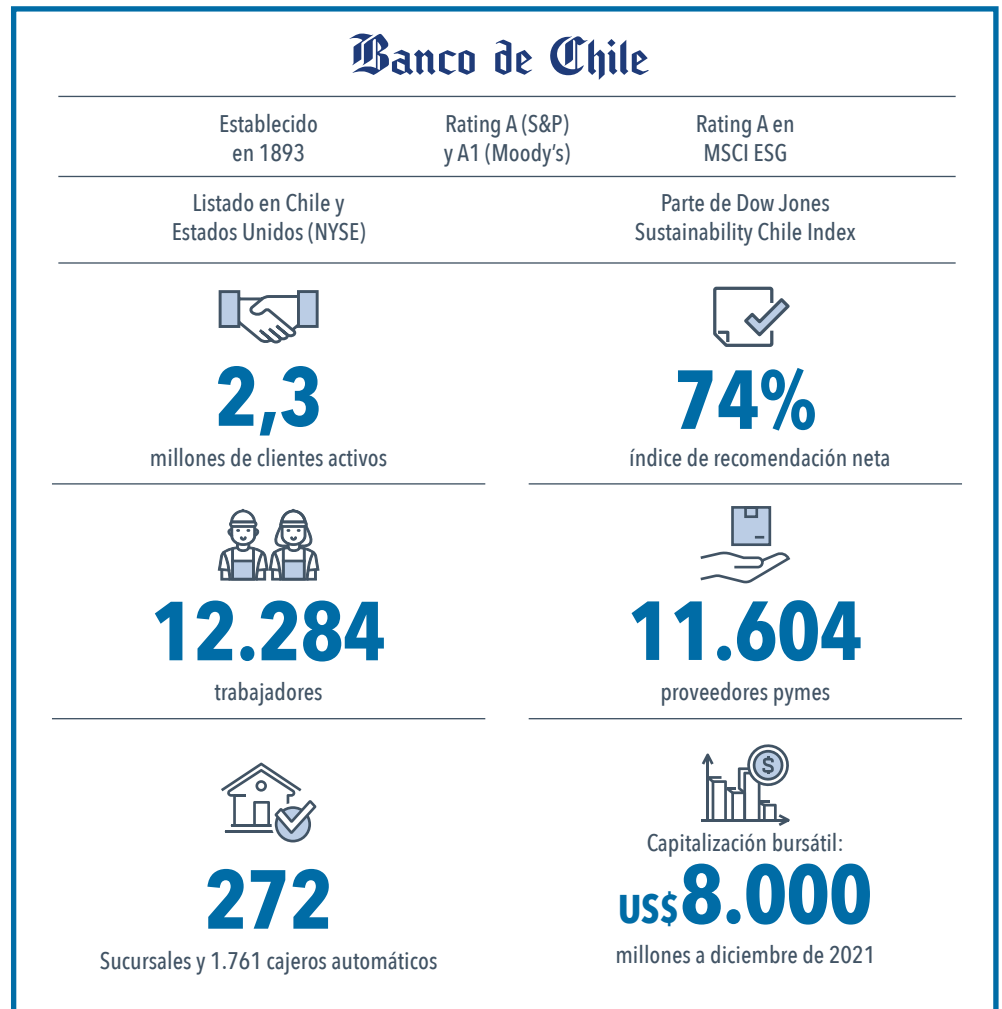 Banco de Chile
Establecido
en 1893
Rating A (S&P)
y A1 (Moody's)
Rating A en
MSCI ESG
Listado en Chile y
Estados Unidos (NYSE)
Parte de Dow Jones
Sustainability Chile Index
2,3
millones de clientes activos
74%
índice de recomendación neta
12.284
trabajadores
11.604
proveedores pymes
272
Sucursales y 1.761 cajeros automáticos
$
Capitalización bursátil:
US$8.000
millones a diciembre de 2021